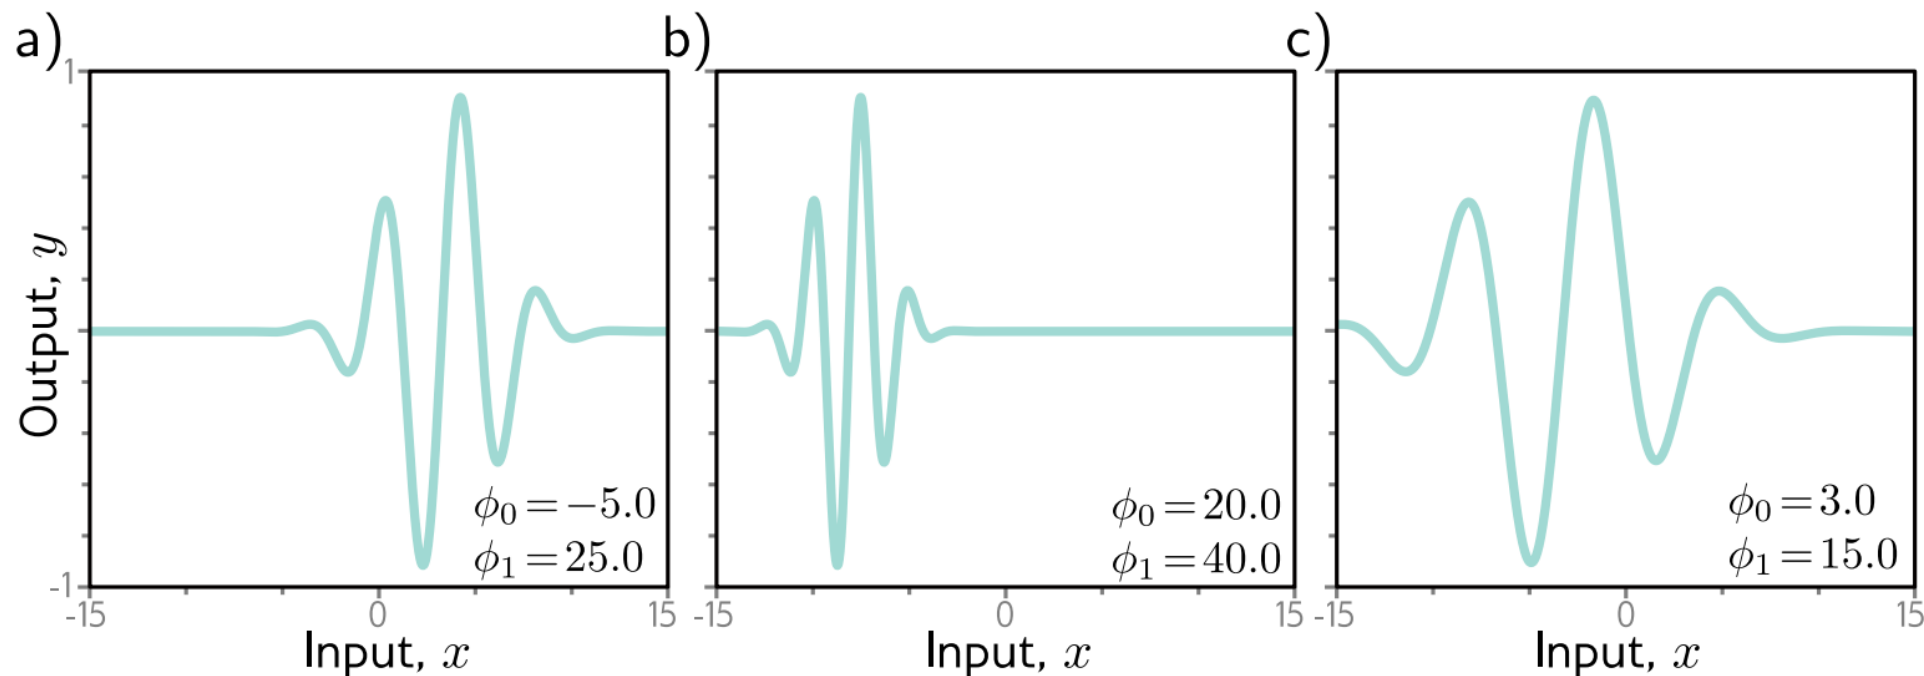 a)
1
Output, y
-1
-15 0 15
Input, x
ϕ₀=−5.0
ϕ₁=25.0
b)
-15 0 15
Input, x
ϕ₀=20.0
ϕ₁=40.0
c)
-15 0 15
Input, x
ϕ₀=3.0
ϕ₁=15.0